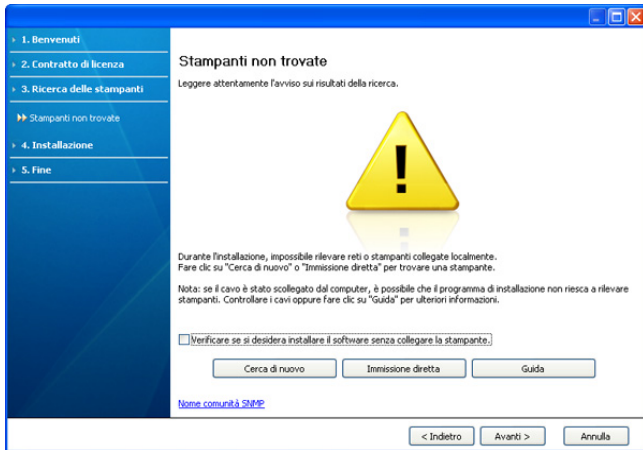 1. Benvenuti
2. Contratto di licenza
3. Ricerca delle stampanti
Stampanti non trovate
4. Installazione
5. Fine
Stampanti non trovate
Leggere attentamente l'avviso sui risultati della ricerca.
Durante l'installazione, impossibile rilevare reti o stampanti collegate localmente.
Fare clic su "Cerca di nuovo" o "Immissione diretta" per trovare una stampante.
Nota: se il cavo è stato scollegato dal computer, è possibile che il programma di installazione non riesca a rilevare
stampanti. Controllare i cavi oppure fare clic su "Guida" per ulteriori informazioni.
Verificare se si desidera installare il software senza collegare la stampante.
Cerca di nuovo
Immissione diretta
Guida
Nome comunità SNMP
< Indietro
Avanti >
Annulla